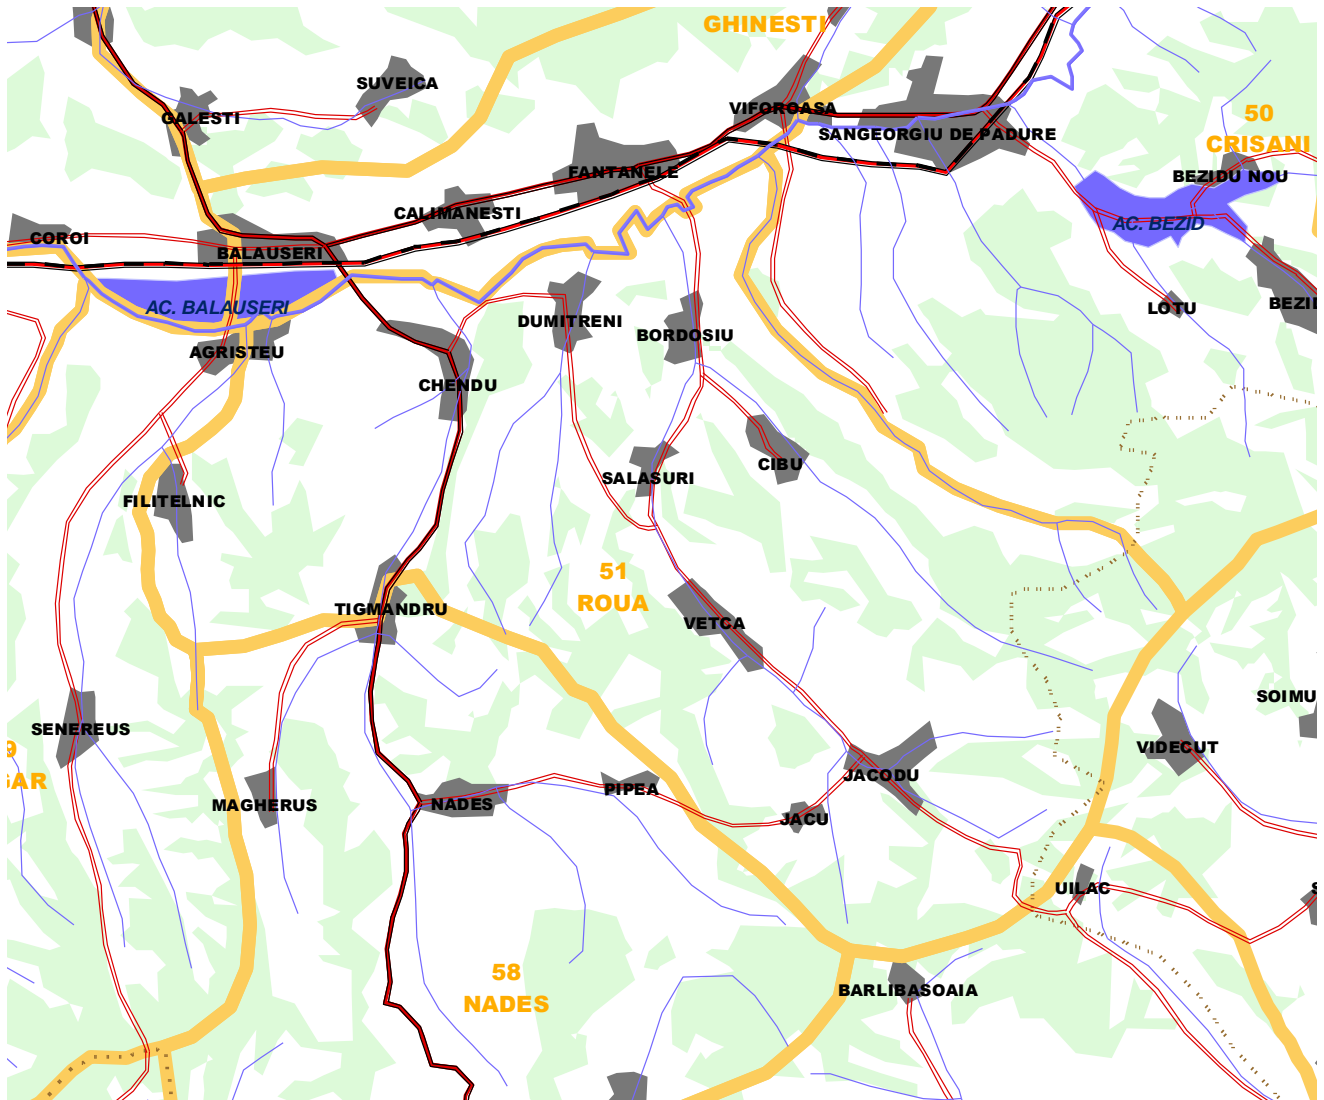 GHINESTI
SUVEICA
GALESTI
VIFOROASA
50
CRISANI
SANGEORGIU DE PADURE
FANTANELE
BEZIDU NOU
CALIMANESTI
AC. BEZID
COROI
BALAUSERI
AC. BALAUSERI
LOTU
DUMITRENI
BORDOSIU
AGRISTEU
CHENDU
CIBU
SALASURI
FILITELNIC
51
ROUA
TIGMANDRU
VETCA
SENEREUS
VIDECUT
JACODU
PIPEA
MAGHERUS
NADES
JACU
UILAC
58
NADES
BARLIBASOAIA